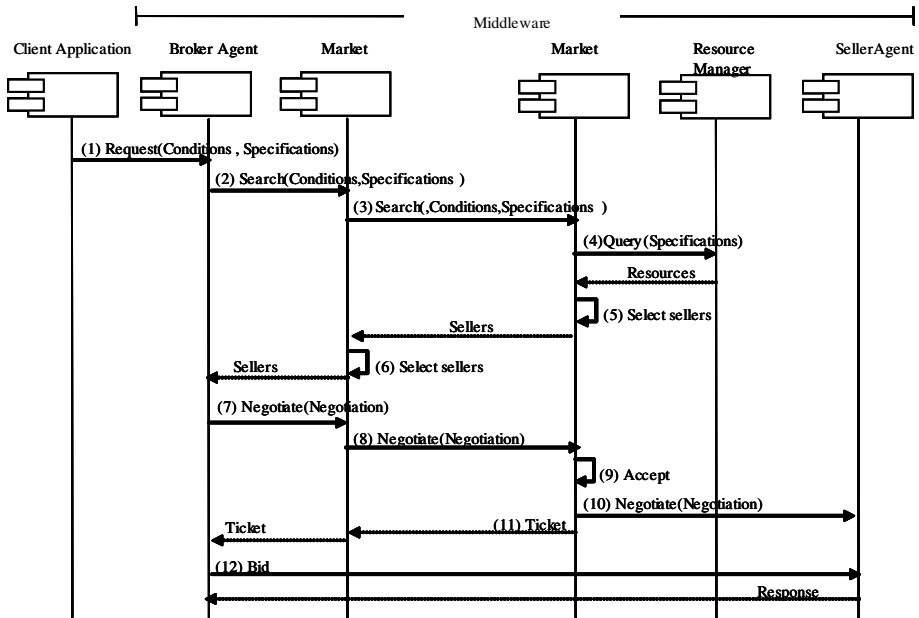 Middleware
Client Application
Broker Agent
Market
Market
Resource
Manager
SellerAgent
(1) Request(Conditions , Specifications)
(2) Search(Conditions,Specifications )
(3) Search(,Conditions,Specifications )
(4)Query(Specifications)
Resources
(5) Select sellers
Sellers
(6) Select sellers
Sellers
(7) Negotiate(Negotiation)
(8) Negotiate(Negotiation)
(9) Accept
(10) Negotiate(Negotiation)
(11) Ticket
Ticket
(12) Bid
Response